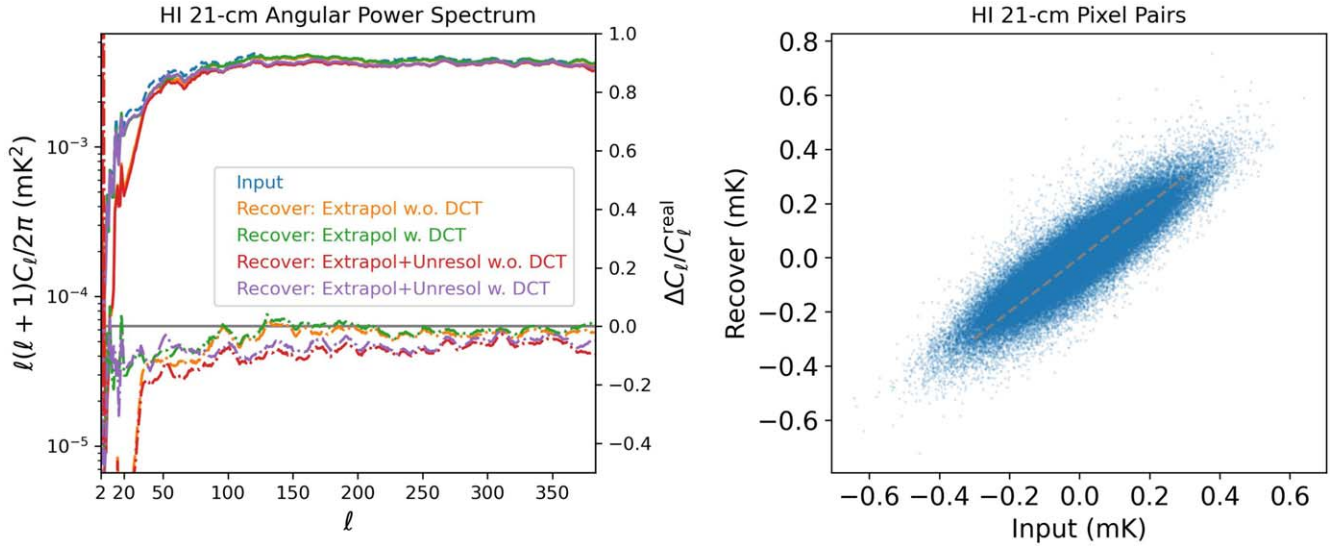 HI 21-cm Angular Power Spectrum
ℓ(ℓ + 1)Cℓ/2π (mK²)
10⁻³
10⁻⁴
10⁻⁵
Input
Recover: Extrapol w.o. DCT
Recover: Extrapol w. DCT
Recover: Extrapol+Unresol w.o. DCT
Recover: Extrapol+Unresol w. DCT
1.0
0.8
0.6
0.4
0.2
0.0
−0.2
−0.4
ΔCℓ/Cℓ^real
2 20 50 100 150 200 250 300 350
ℓ
HI 21-cm Pixel Pairs
Recover (mK)
0.8
0.6
0.4
0.2
0.0
−0.2
−0.4
−0.6
−0.6 −0.4 −0.2 0.0 0.2 0.4 0.6
Input (mK)